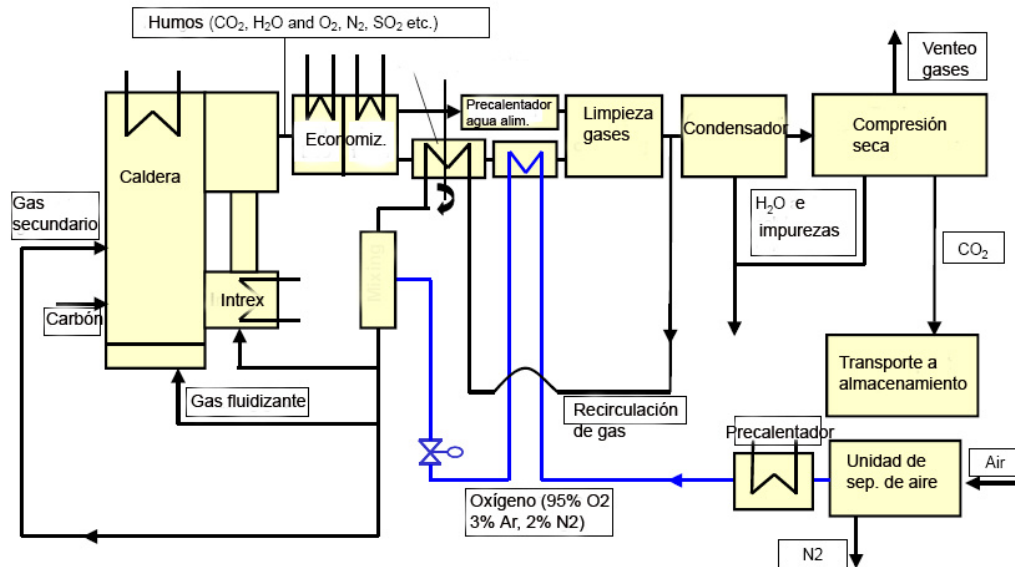 Humos (CO₂, H₂O and O₂, N₂, SO₂ etc.)
Venteo
gases
Precalentador
agua alim.
Limpieza
gases
Condensador
Compresión
seca
Economiz.
Caldera
Gas
secundario
H₂O e
impurezas
CO₂
Mixing
Intrex
Carbón
Transporte a
almacenamiento
Gas fluidizante
Recirculación
de gas
Precalentador
Unidad de
sep. de aire
Air
Oxígeno (95% O2
3% Ar, 2% N2)
N2